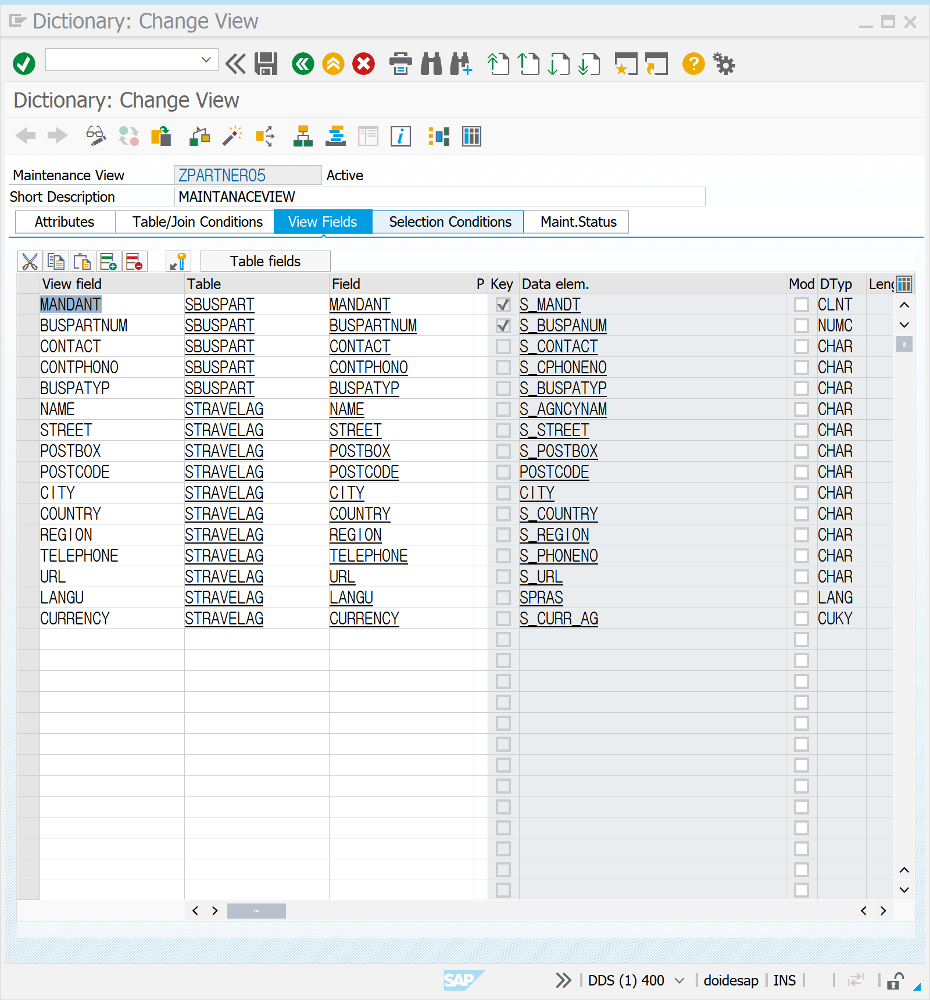 Dictionary: Change View
Dictionary: Change View
Maintenance View ZPARTNER05 Active
Short Description MAINTANACEVIEW
Attributes Table/Join Conditions View Fields Selection Conditions Maint.Status
Table fields
View field Table Field P Key Data elem. Mod DTyp Leng
MANDANT SBUSPART MANDANT S_MANDT CLNT
BUSPARTNUM SBUSPART BUSPARTNUM S_BUSPANUM NUMC
CONTACT SBUSPART CONTACT S_CONTACT CHAR
CONTPHONO SBUSPART CONTPHONO S_CPHONENO CHAR
BUSPATYP SBUSPART BUSPATYP S_BUSPATYP CHAR
NAME STRAVELAG NAME S_AGNCYNAM CHAR
STREET STRAVELAG STREET S_STREET CHAR
POSTBOX STRAVELAG POSTBOX S_POSTBOX CHAR
POSTCODE STRAVELAG POSTCODE POSTCODE CHAR
CITY STRAVELAG CITY CITY CHAR
COUNTRY STRAVELAG COUNTRY S_COUNTRY CHAR
REGION STRAVELAG REGION S_REGION CHAR
TELEPHONE STRAVELAG TELEPHONE S_PHONENO CHAR
URL STRAVELAG URL S_URL CHAR
LANGU STRAVELAG LANGU SPRAS LANG
CURRENCY STRAVELAG CURRENCY S_CURR_AG CUKY
SAP DDS (1) 400 doidesap INS